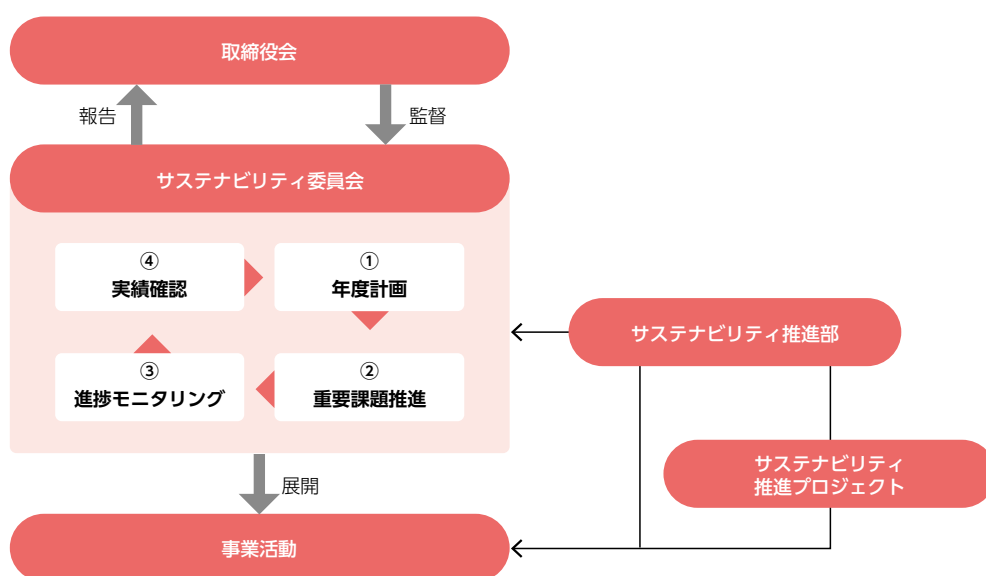 取締役会
報告
監督
サステナビリティ委員会
④
実績確認
①
年度計画
③
進捗モニタリング
②
重要課題推進
サステナビリティ推進部
サステナビリティ
推進プロジェクト
展開
事業活動